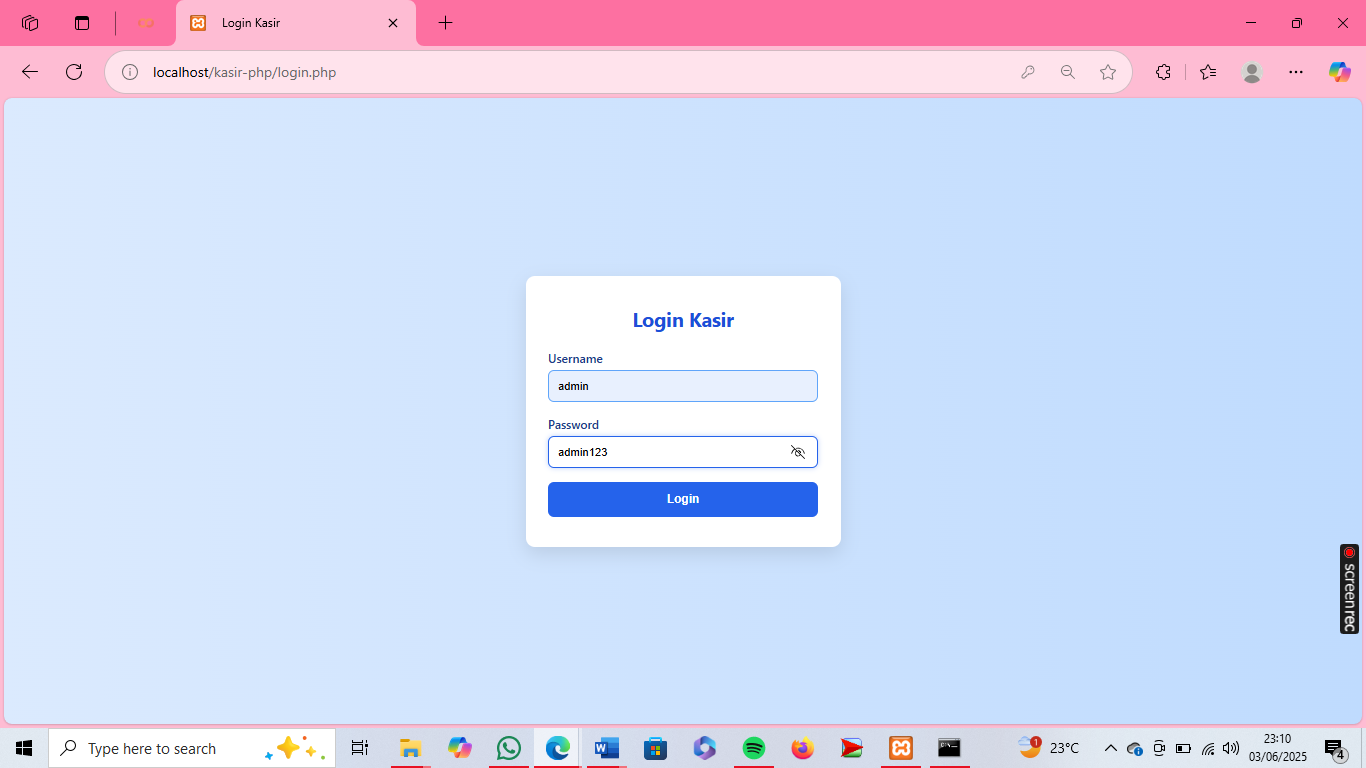 Login Kasir
localhost/kasir-php/login.php
Login Kasir
Username
admin
Password
admin123
Login
screenrec
Type here to search
1
23°C
23:10
03/06/2025
4